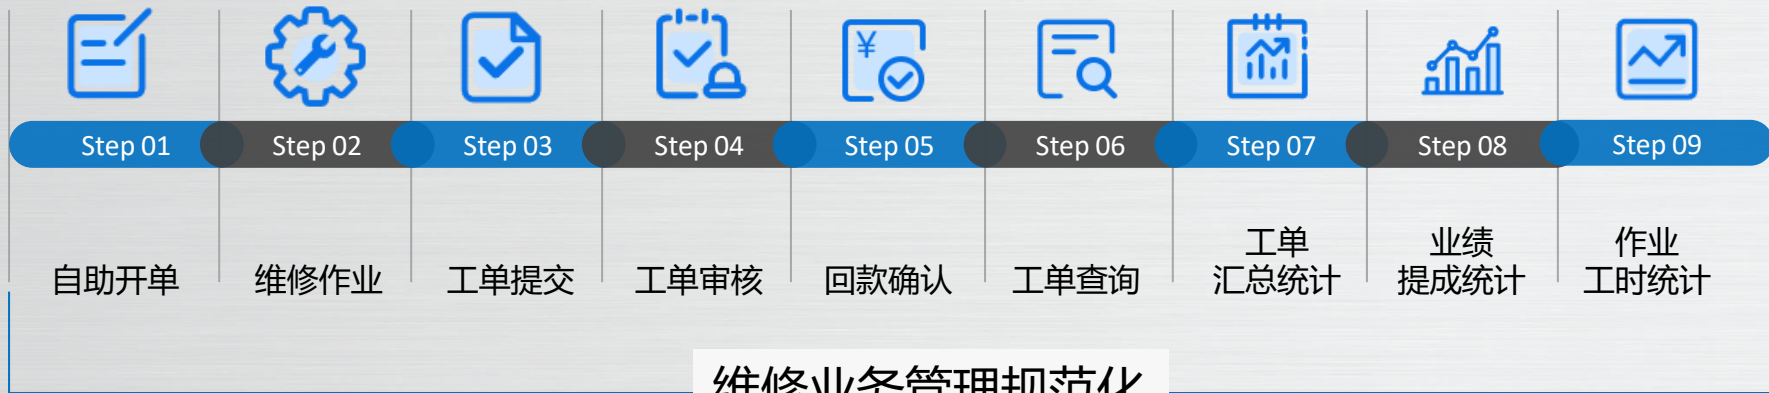 ¥
Step 01
Step 02
Step 03
Step 04
Step 05
Step 06
Step 07
Step 08
Step 09
自助开单
维修作业
工单提交
工单审核
回款确认
工单查询
工单
汇总统计
业绩
提成统计
作业
工时统计
维修业务管理规范化